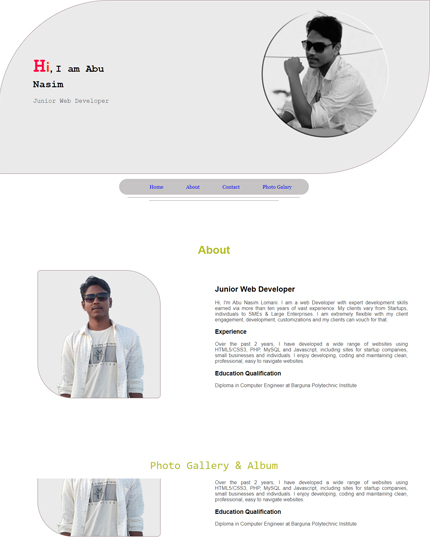 Hi, I am Abu
Nasim
Junior Web Developer
Home About Contact Photo Galary
About
Junior Web Developer
Hi, I'm Abu Nasim Lomani. I am a web Developer with expert development skills
earned via more than ten years of vast experience. My clients vary from Startups,
individuals to SMEs & Large Enterprises. I am extremely flexible with my client
engagement, development, customizations and my clients can vouch for that
Experience
Over the past 2 years, I have developed a wide range of websites using
HTML5/CSS3, PHP, MySQL and Javascript, including sites for startup companies,
small businesses and individuals. I enjoy developing, coding and maintaining clean,
professional, easy to navigate websites.
Education Qualification
Diploma in Computer Engineer at Barguna Polytechnic Institute
Photo Gallery & Album
Over the past 2 years, I have developed a wide range of websites using
HTML5/CSS3, PHP, MySQL and Javascript, including sites for startup companies,
small businesses and individuals. I enjoy developing, coding and maintaining clean,
professional, easy to navigate websites.
Education Qualification
Diploma in Computer Engineer at Barguna Polytechnic Institute